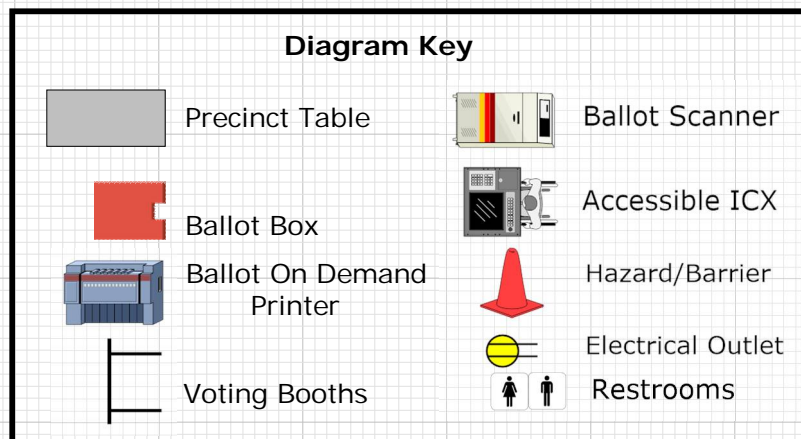 Diagram Key
Precinct Table
Ballot Box
Ballot On Demand
Printer
Voting Booths
Ballot Scanner
Accessible ICX
Hazard/Barrier
Electrical Outlet
Restrooms